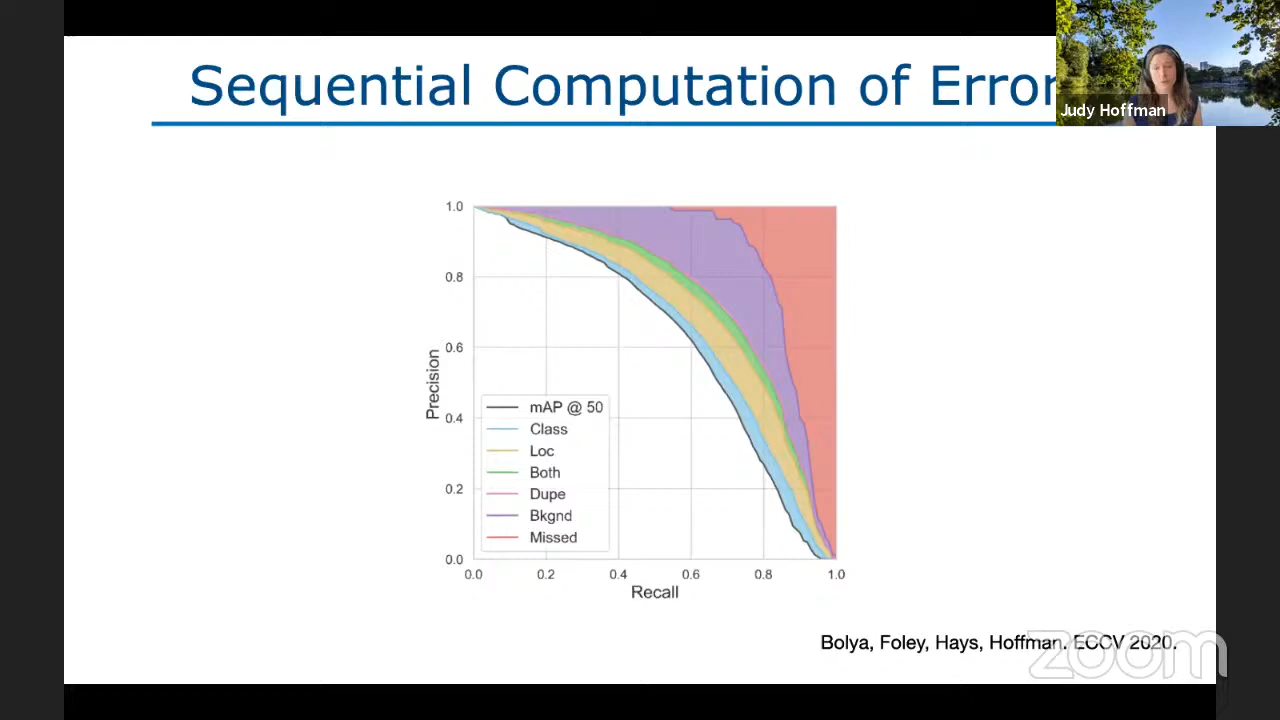 Sequential Computation of Error
Judy Hoffman
1.0
0.8
0.6
0.4
0.2
0.0
Precision
mAP @ 50
Class
Loc
Both
Dupe
Bkgnd
Missed
0.0 0.2 0.4 0.6 0.8 1.0
Recall
Bolya, Foley, Hays, Hoffman. ECCV 2020.
zoom